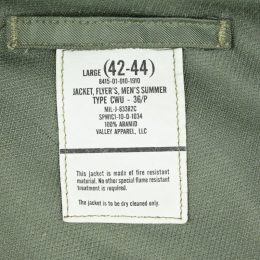 LARGE (42-44)
8415-01-010-1910
JACKET, FLYER'S, MEN'S SUMMER
TYPE CWU - 36/P
MIL-J-83382C
SPM1C1-10-D-1034
100% ARAMID
VALLEY APPAREL, LLC
This jacket is made of fire resistant
material. No other special flame resistant
treatment is required.
The jacket is to be dry cleaned only.